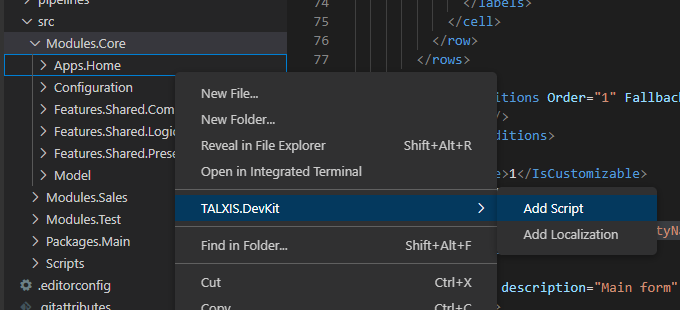 pipelines
src
Modules.Core
Apps.Home
Configuration
Features.Shared.Com
Features.Shared.Logic
Features.Shared.Prese
Model
Modules.Sales
Modules.Test
Packages.Main
Scripts
.editorconfig
.gitattributes
74 </labels>
75 </cell>
76 </row>
77 </rows>
itions Order="1" Fallbac
/>
ditions>
e>1</IsCustomizable>
tyNa
description="Main form"
New File...
New Folder...
Reveal in File Explorer Shift+Alt+R
Open in Integrated Terminal
TALXIS.DevKit
Find in Folder... Shift+Alt+F
Cut Ctrl+X
Copy Ctrl+C
Add Script
Add Localization